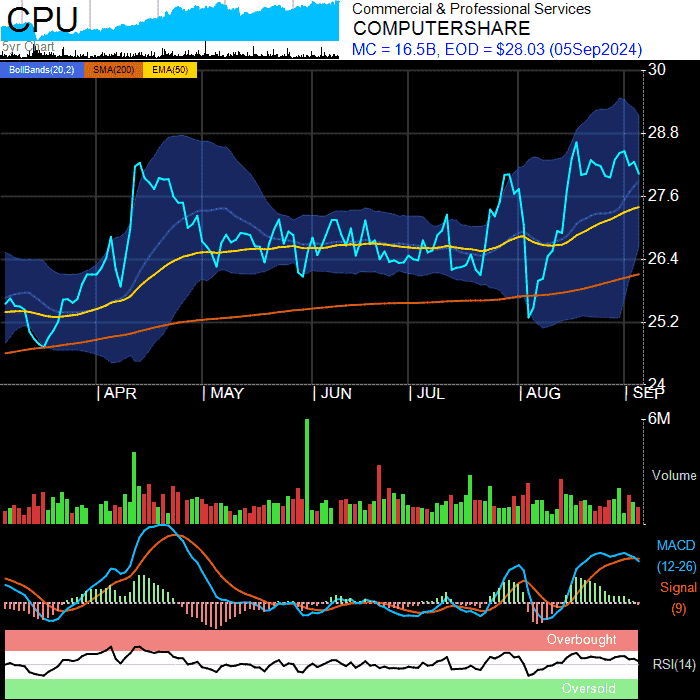 CPU
5yr Chart
Commercial & Professional Services
COMPUTERSHARE
MC = 16.5B, EOD = $28.03 (05Sep2024)
BollBands(20,2) SMA(200) EMA(50)
30
28.8
27.6
26.4
25.2
24
APR MAY JUN JUL AUG SEP
6M
Volume
MACD
(12-26)
Signal
(9)
Overbought
RSI(14)
Oversold